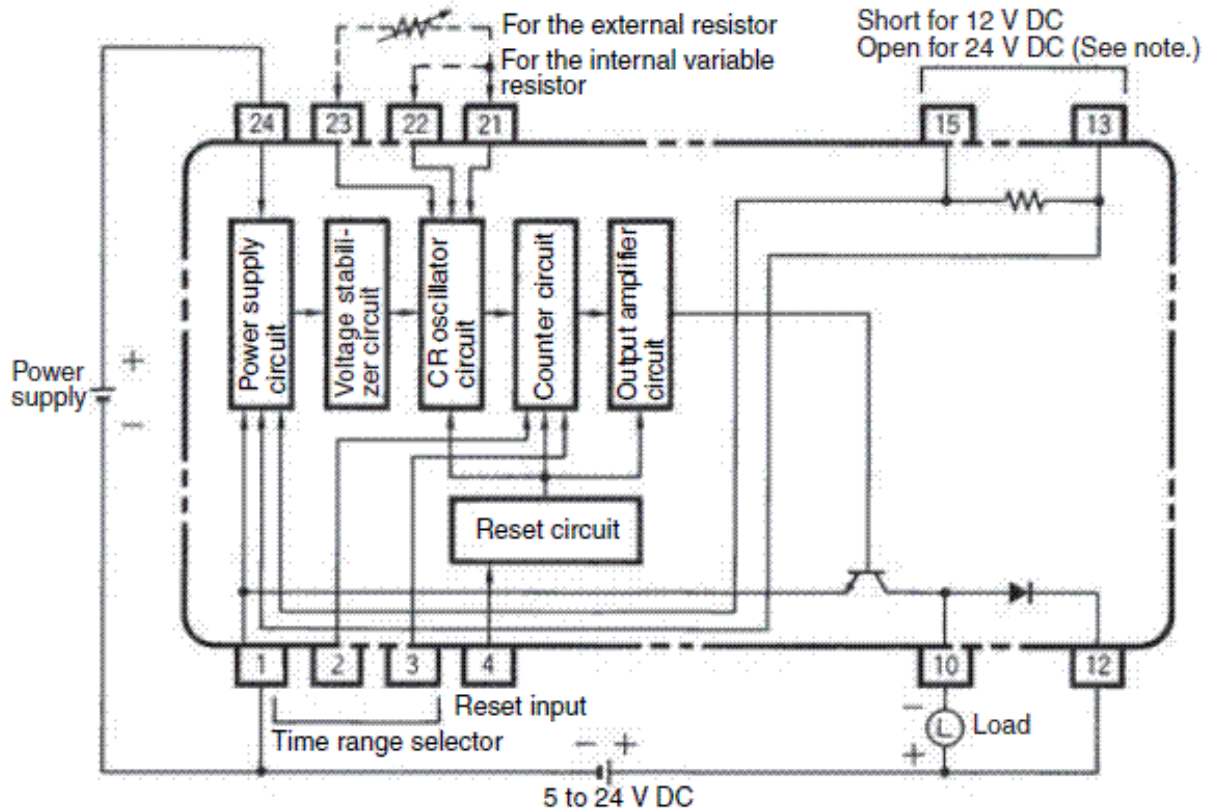 For the external resistor
For the internal variable
resistor
Short for 12 V DC
Open for 24 V DC (See note.)
24
23
22
21
15
13
Power supply
circuit
Voltage stabili-
zer circuit
CR oscillator
circuit
Counter circuit
Output amplifier
circuit
+
Power
supply
−
Reset circuit
1
2
3
4
10
12
Reset input
Time range selector
− +
5 to 24 V DC
−
L
Load
+